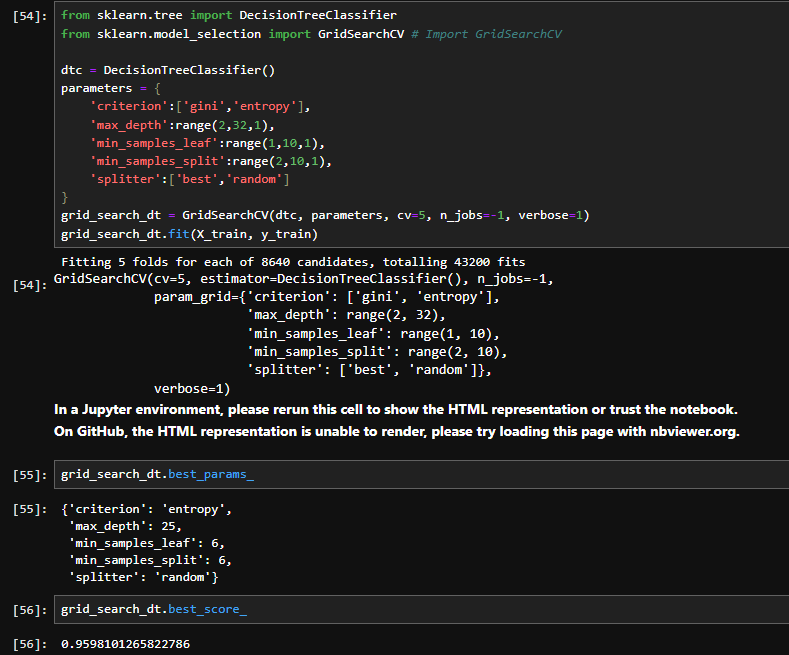 [54]: from sklearn.tree import DecisionTreeClassifier
from sklearn.model_selection import GridSearchCV # Import GridSearchCV
dtc = DecisionTreeClassifier()
parameters = {
    'criterion':['gini','entropy'],
    'max_depth':range(2,32,1),
    'min_samples_leaf':range(1,10,1),
    'min_samples_split':range(2,10,1),
    'splitter':['best','random']
}
grid_search_dt = GridSearchCV(dtc, parameters, cv=5, n_jobs=-1, verbose=1)
grid_search_dt.fit(X_train, y_train)
Fitting 5 folds for each of 8640 candidates, totalling 43200 fits
[54]: GridSearchCV(cv=5, estimator=DecisionTreeClassifier(), n_jobs=-1,
             param_grid={'criterion': ['gini', 'entropy'],
                         'max_depth': range(2, 32),
                         'min_samples_leaf': range(1, 10),
                         'min_samples_split': range(2, 10),
                         'splitter': ['best', 'random']},
             verbose=1)
In a Jupyter environment, please rerun this cell to show the HTML representation or trust the notebook.
On GitHub, the HTML representation is unable to render, please try loading this page with nbviewer.org.
[55]: grid_search_dt.best_params_
[55]: {'criterion': 'entropy',
 'max_depth': 25,
 'min_samples_leaf': 6,
 'min_samples_split': 6,
 'splitter': 'random'}
[56]: grid_search_dt.best_score_
[56]: 0.9598101265822786